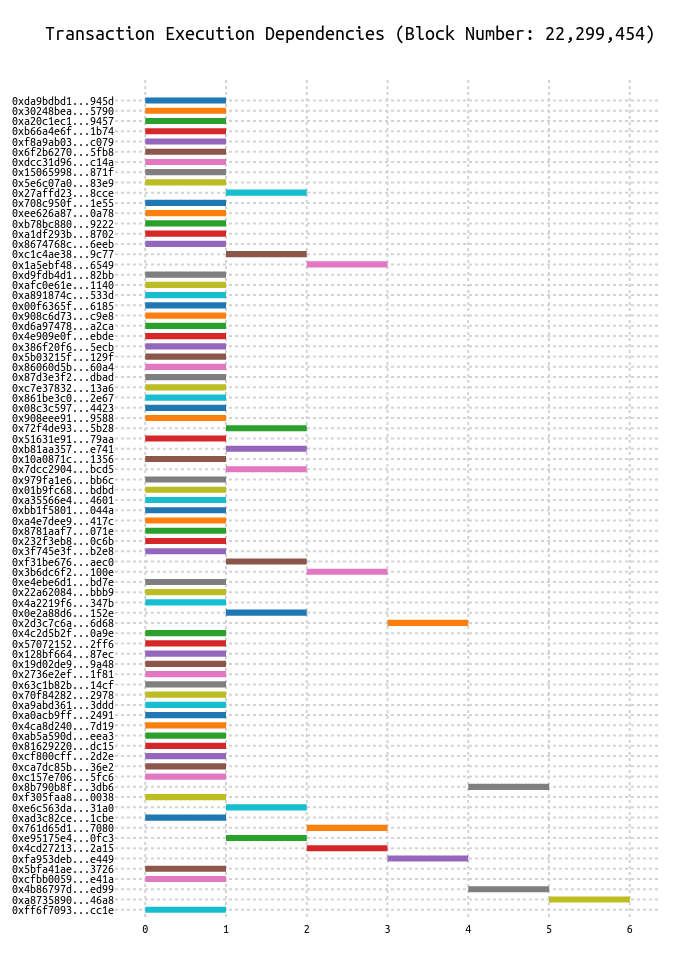 Transaction Execution Dependencies (Block Number: 22,299,454)
0xda9bdbd1...945d
0x30248bea...5790
0xa20c1ec1...9457
0xb66a4e6f...1b74
0xf8a9ab03...c079
0x6f2b6270...5fb8
0xdcc31d96...c14a
0x15065998...871f
0x5e6c07a0...83e9
0x27affd23...8cce
0x708c950f...1e55
0xee626a87...0a78
0xb78bc880...9222
0xa1df293b...8702
0x8674768c...6eeb
0xc1c4ae38...9c77
0x1a5ebf48...6549
0xd9fdb4d1...82bb
0xafc0e61e...1140
0xa891874c...533d
0x00f6365f...6185
0x908c6d73...c9e8
0xd6a97478...a2ca
0x4e909e0f...ebde
0x386f20f6...5ecb
0x5b03215f...129f
0x86060d5b...60a4
0x87d3e3f2...dbad
0xc7e37832...13a6
0x861be3c0...2e67
0x08c3c597...4423
0x908eee91...9588
0x72f4de93...5b28
0x51631e91...79aa
0xb81aa357...e741
0x10a0871c...1356
0x7dcc2904...bcd5
0x979fa1e6...bb6c
0x01b9fc68...bdbd
0xa35566e4...4601
0xbb1f5801...044a
0xa4e7dee9...417c
0x8781aaf7...071e
0x232f3eb8...0c6b
0x3f745e3f...b2e8
0xf31be676...aec0
0x3b6dc6f2...100e
0xe4ebe6d1...bd7e
0x22a62084...bbb9
0x4a2219f6...347b
0x0e2a88d6...152e
0x2d3c7c6a...6d68
0x4c2d5b2f...0a9e
0x57072152...2ff6
0x128bf664...87ec
0x19d02de9...9a48
0x2736e2ef...1f81
0x63c1b82b...14cf
0x70f84282...2978
0xa9abd361...3ddd
0xa0acb9ff...2491
0x4ca8d240...7d19
0xab5a590d...eea3
0x81629220...dc15
0xcf800cff...2d2e
0xca7dc85b...36e2
0xc157e706...5fc6
0x8b790b8f...3db6
0xf305faa8...0038
0xe6c563da...31a0
0xad3c82ce...1cbe
0x761d65d1...7080
0xe95175e4...0fc3
0x4cd27213...2a15
0xfa953deb...e449
0x5bfa41ae...3726
0xcfbb0059...e41a
0x4b86797d...ed99
0xa8735890...46a8
0xff6f7093...cc1e
0 1 2 3 4 5 6